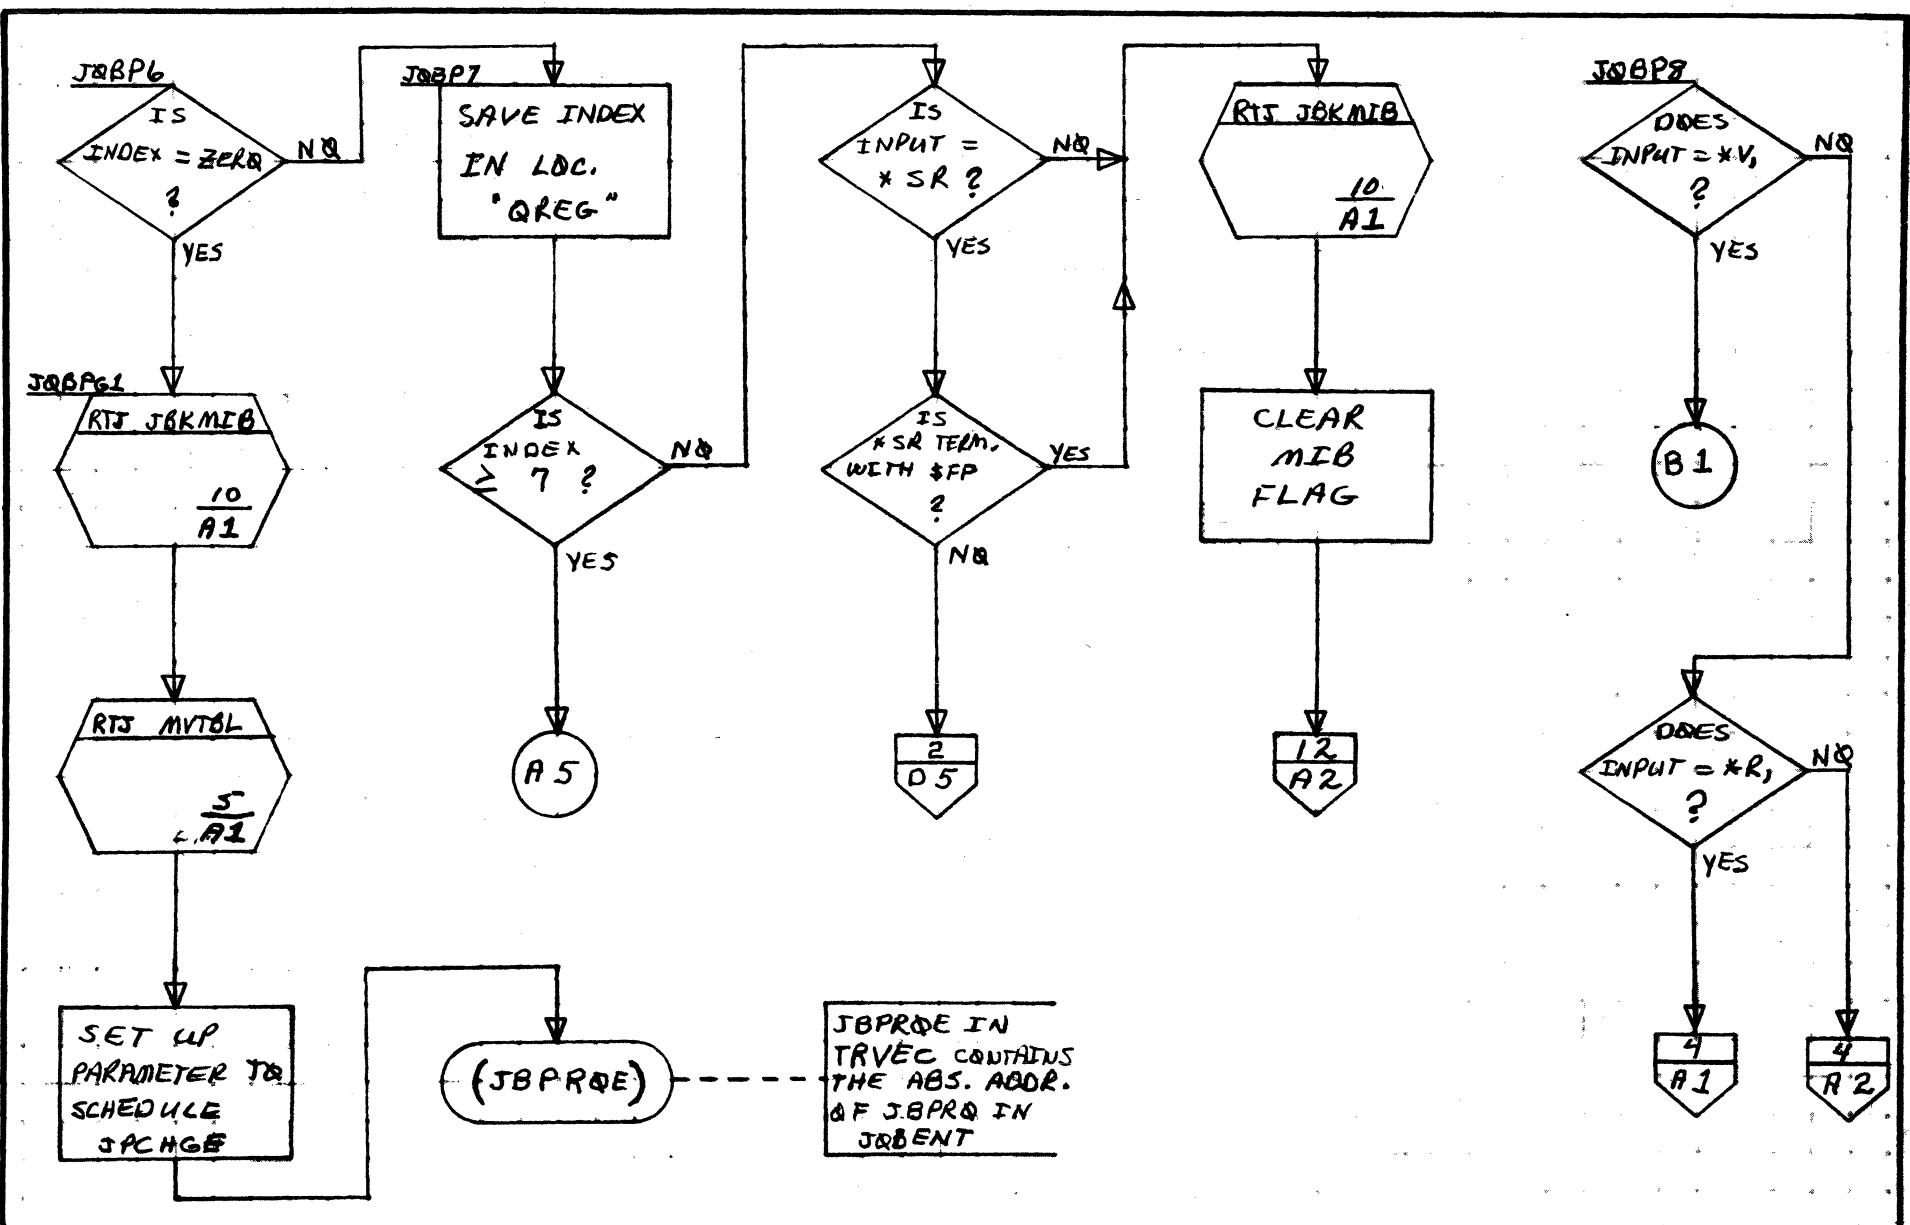 JOBP6
IS
INDEX = ZERO
?
NO
YES
JOBP61
RTJ JBKMIB
10
A1
RTJ MVTBL
5
A1
SET UP
PARAMETER TO
SCHEDULE
JPCHGE
JOBP7
SAVE INDEX
IN LOC.
"QREG"
IS
INDEX
≥ 7 ?
NO
YES
A5
(JBPROE)
JBPROE IN
TRVEC CONTAINS
THE ABS. ADDR.
OF JBPRO IN
JOBENT
IS
INPUT =
* SR ?
NO
YES
IS
* SR TERM.
WITH $FP
?
YES
NO
2
D5
RTJ JBKMIB
10
A1
CLEAR
MIB
FLAG
12
A2
JOBP8
DOES
INPUT = *V,
?
NO
YES
B1
DOES
INPUT = *R,
?
NO
YES
4
A1
4
A2